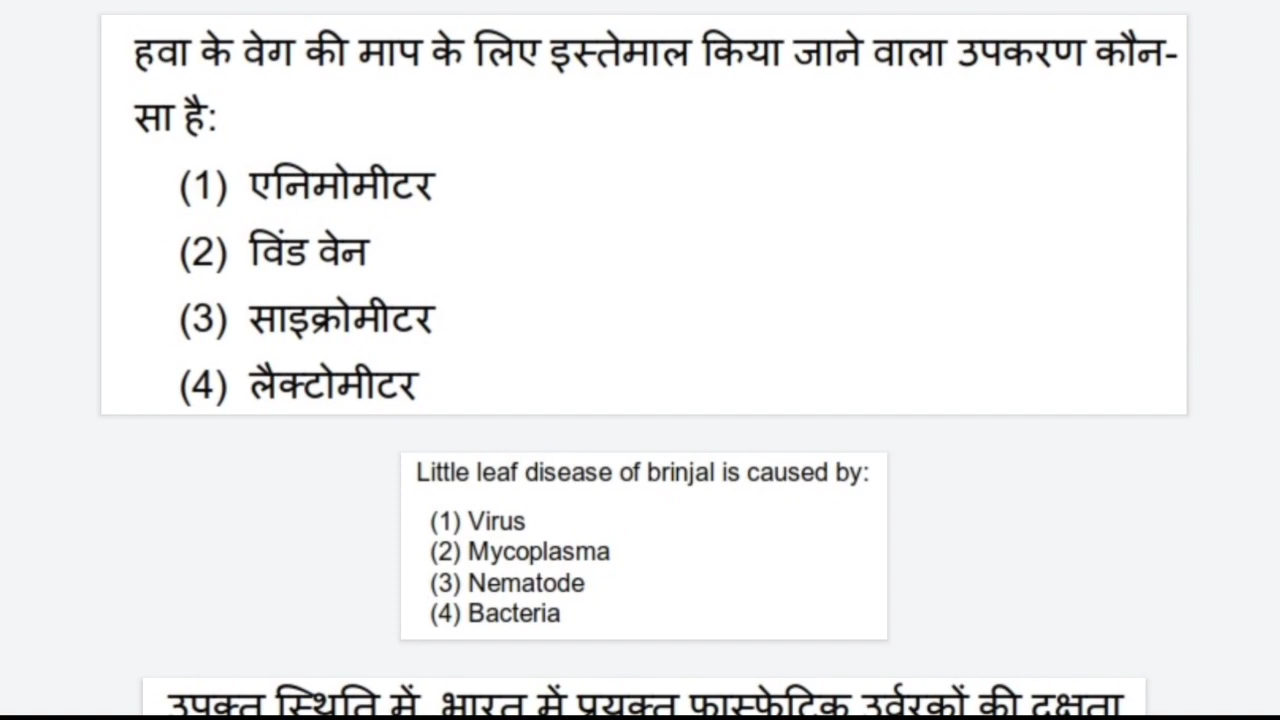 हवा के वेग की माप के लिए इस्तेमाल किया जाने वाला उपकरण कौन-
सा है:
(1) एनिमोमीटर
(2) विंड वेन
(3) साइक्रोमीटर
(4) लैक्टोमीटर
Little leaf disease of brinjal is caused by:
(1) Virus
(2) Mycoplasma
(3) Nematode
(4) Bacteria
उपक्त स्थिति में, भारत में प्रयुक्त फास्फेटिक उर्वरकों की दक्षता